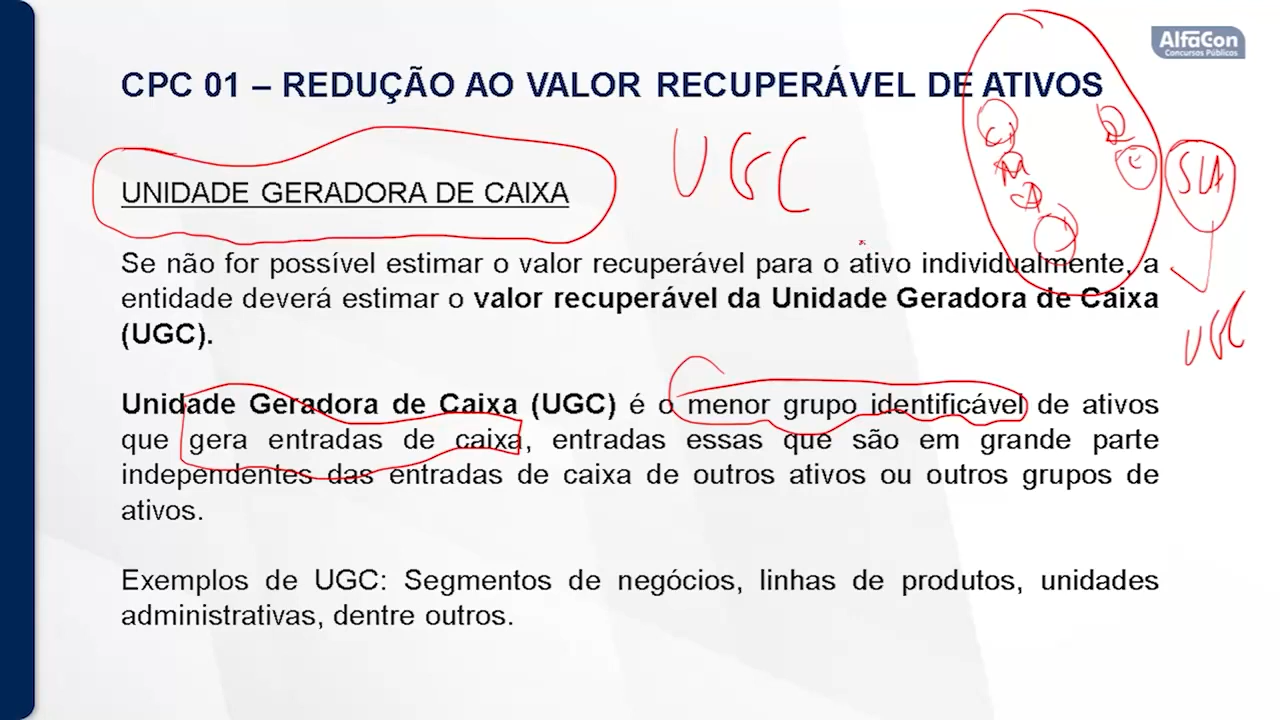 AlfaCon
Concursos Públicos
CPC 01 – REDUÇÃO AO VALOR RECUPERÁVEL DE ATIVOS
UGC
UNIDADE GERADORA DE CAIXA
Se não for possível estimar o valor recuperável para o ativo individualmente, a
entidade deverá estimar o valor recuperável da Unidade Geradora de Caixa
(UGC).
UGC
Unidade Geradora de Caixa (UGC) é o menor grupo identificável de ativos
que gera entradas de caixa, entradas essas que são em grande parte
independentes das entradas de caixa de outros ativos ou outros grupos de
ativos.
Exemplos de UGC: Segmentos de negócios, linhas de produtos, unidades
administrativas, dentre outros.